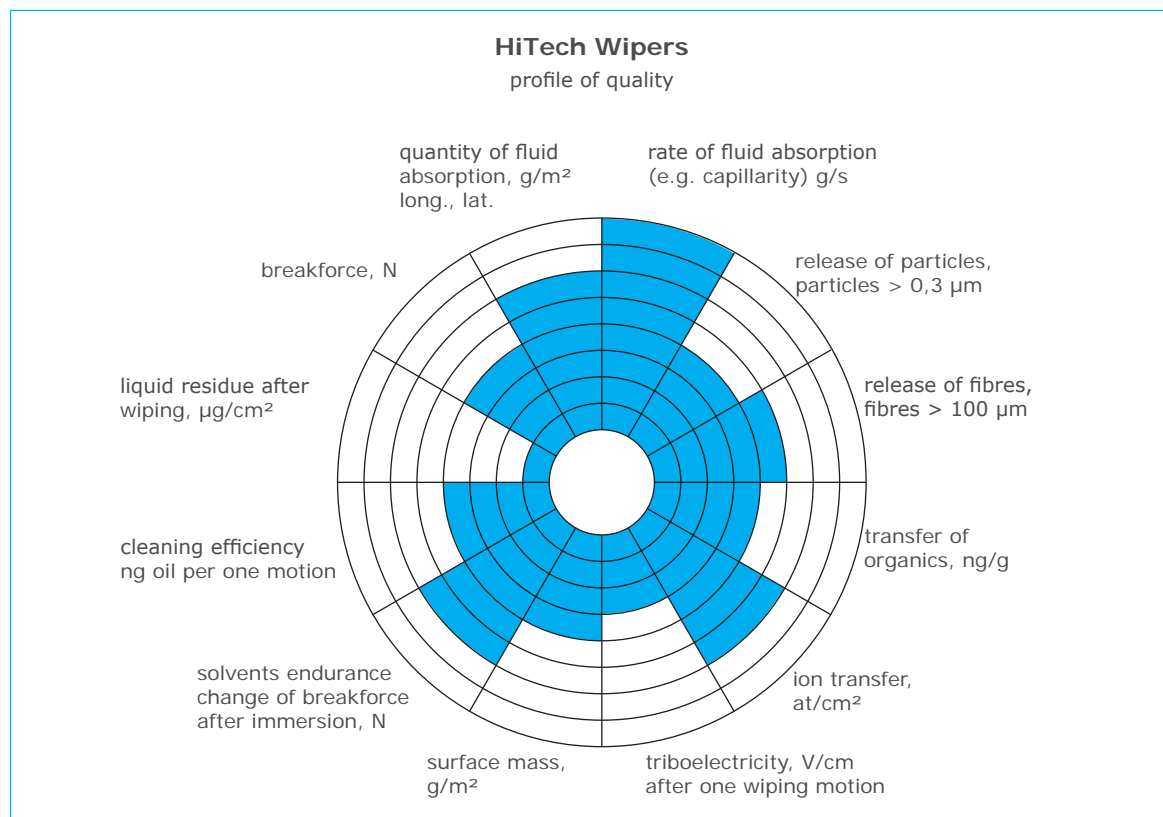 HiTech Wipers
profile of quality
quantity of fluid
absorption, g/m²
long., lat.
rate of fluid absorption
(e.g. capillarity) g/s
breakforce, N
release of particles,
particles > 0,3 µm
liquid residue after
wiping, µg/cm²
release of fibres,
fibres > 100 µm
cleaning efficiency
ng oil per one motion
transfer of
organics, ng/g
solvents endurance
change of breakforce
after immersion, N
ion transfer,
at/cm²
surface mass,
g/m²
triboelectricity, V/cm
after one wiping motion